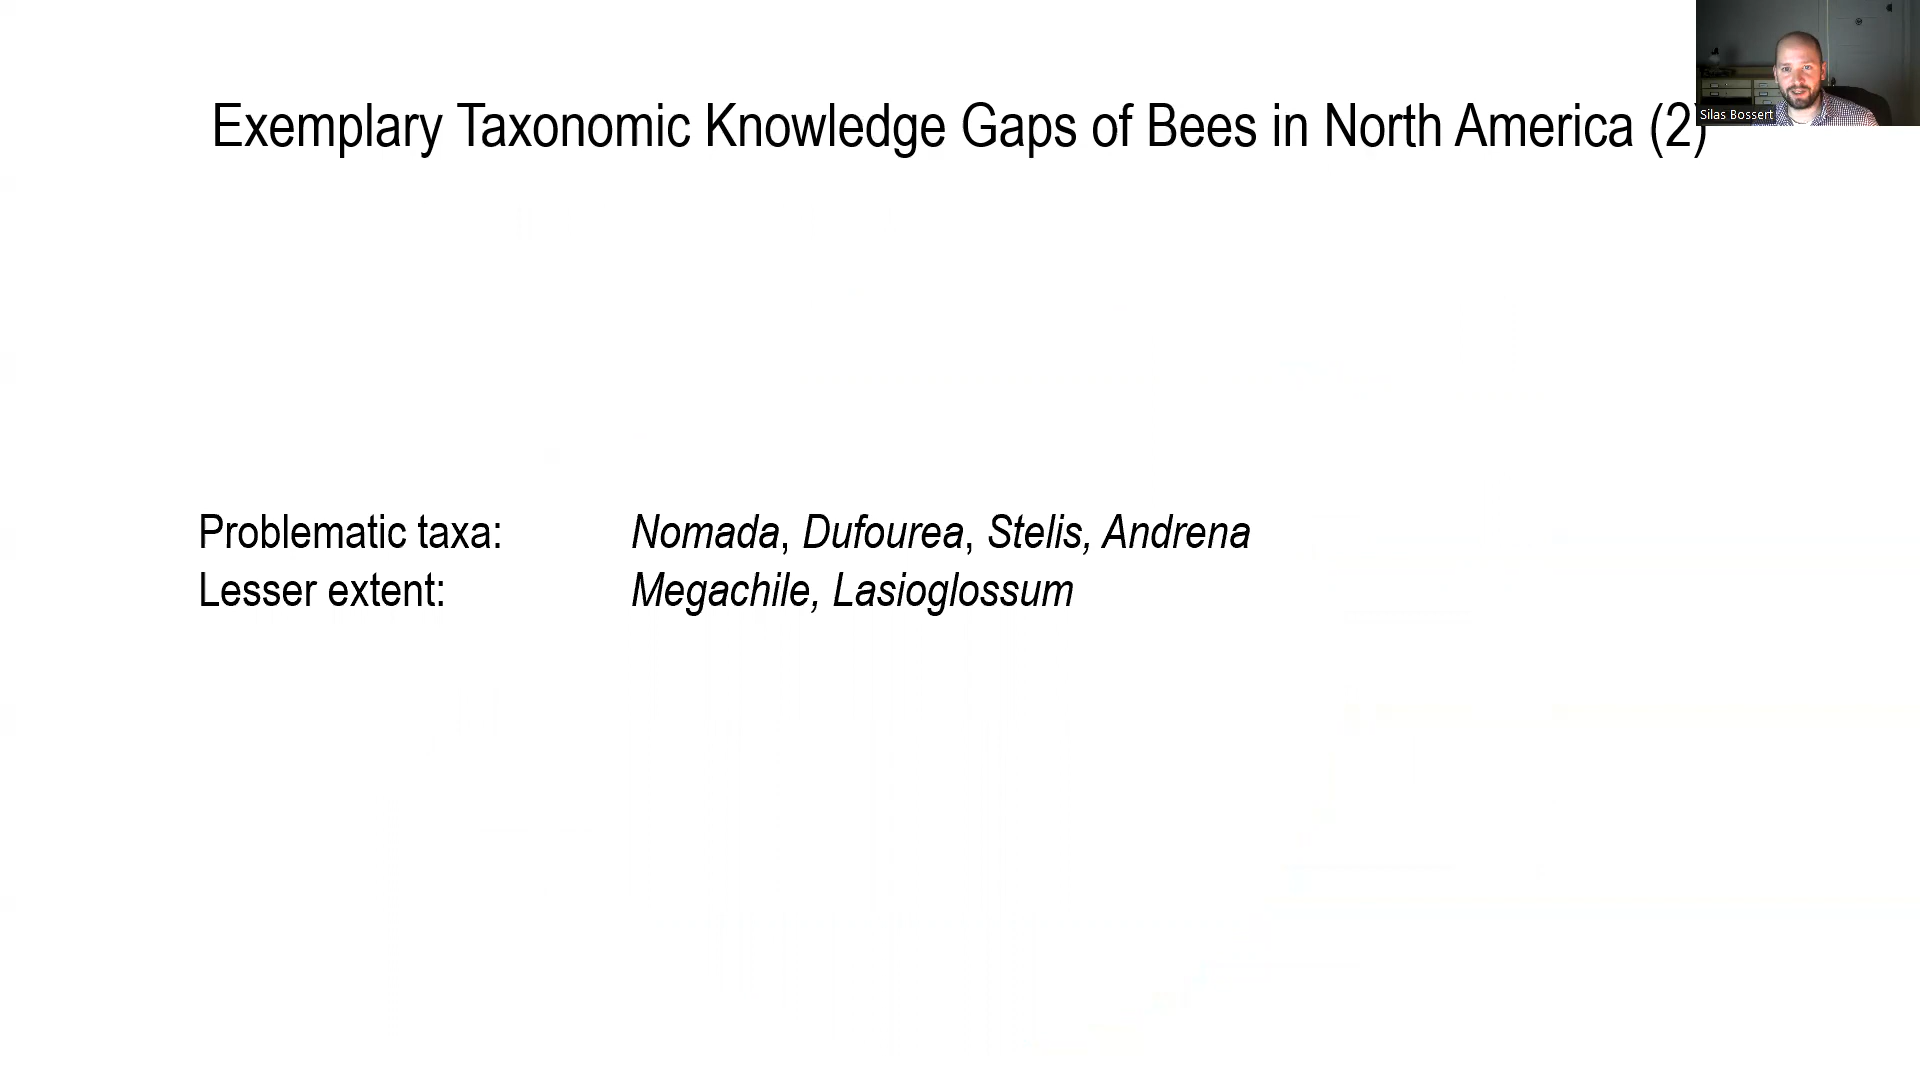 Exemplary Taxonomic Knowledge Gaps of Bees in North America (2)
Silas Bossert
Problematic taxa: Nomada, Dufourea, Stelis, Andrena
Lesser extent: Megachile, Lasioglossum